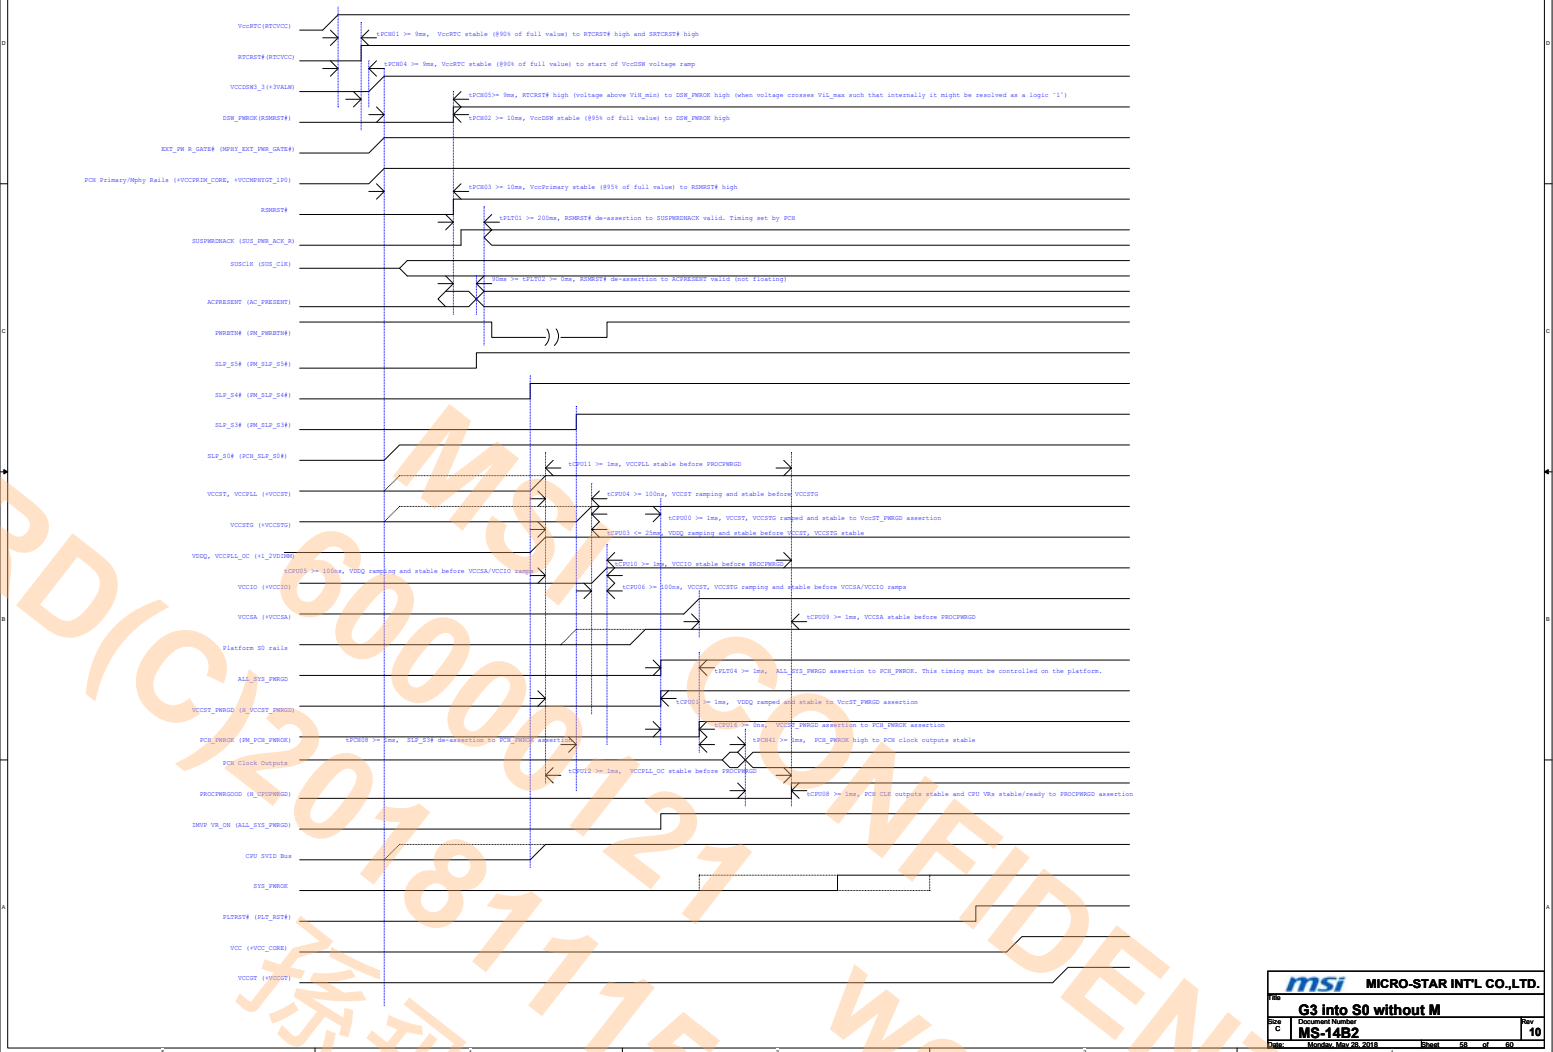 VccRTC(RTCVCC)
tPCH01 >= 9ms, VccRTC stable (@90% of full value) to RTCRST# high and SRTCRST# high
RTCRST#(RTCVCC)
tPCH04 >= 9ms, VccRTC stable (@90% of full value) to start of VccDSW voltage ramp
VCCDSW3_3(+3VALW)
tPCH05>= 9ms, RTCRST# high (voltage above ViH_min) to DSW_PWROK high (when voltage crosses ViL_max such that internally it might be resolved as a logic `1')
DSW_PWROK(RSMRST#)
tPCH02 >= 10ms, VccDSW stable (@95% of full value) to DSW_PWROK high
EXT_PW R_GATE# (MPHY_EXT_PWR_GATE#)
PCH Primary/Mphy Rails (+VCCPRIM_CORE, +VCCMPHYGT_1P0)
tPCH03 >= 10ms, VccPrimary stable (@95% of full value) to RSMRST# high
RSMRST#
tPLT01 >= 200ms, RSMRST# de-assertion to SUSPWRDNACK valid. Timing set by PCH
SUSPWRDNACK (SUS_PWR_ACK_R)
SUSClK (SUS_ClK)
90ms >= tPLT02 >= 0ms, RSMRST# de-assertion to ACPRESENT valid (not floating)
ACPRESENT (AC_PRESENT)
PWRBTN# (PM_PWRBTN#)
SLP_S5# (PM_SLP_S5#)
SLP_S4# (PM_SLP_S4#)
SLP_S3# (PM_SLP_S3#)
SLP_S0# (PCH_SLP_S0#)
tCPU11 >= 1ms, VCCPLL stable before PROCPWRGD
VCCST, VCCPLL (+VCCST)
tCPU04 >= 100ns, VCCST ramping and stable before VCCSTG
tCPU00 >= 1ms, VCCST, VCCSTG ramped and stable to VccST_PWRGD assertion
VCCSTG (+VCCSTG)
tCPU03 <= 25ms, VDDQ ramping and stable before VCCST, VCCSTG stable
VDDQ, VCCPLL_OC (+1_2VDIMM)
tCPU10 >= 1ms, VCCIO stable before PROCPWRGD
tCPU05 >= 100ns, VDDQ ramping and stable before VCCSA/VCCIO ramps
VCCIO (+VCCIO)
tCPU06 >= 100ns, VCCST, VCCSTG ramping and stable before VCCSA/VCCIO ramps
VCCSA (+VCCSA)
tCPU09 >= 1ms, VCCSA stable before PROCPWRGD
Platform S0 rails
tPLT04 >= 1ms, ALL_SYS_PWRGD assertion to PCH_PWROK. This timing must be controlled on the platform.
ALL_SYS_PWRGD
>= 1ms, VDDQ ramped and stable to VccST_PWRGD assertion
VCCST_PWRGD (H_VCCST_PWRGD)
tCPU16 >= 0ns, VCCST_PWRGD assertion to PCH_PWROK assertion
PCH_PWROK (PM_PCH_PWROK)
tPCH08 >= 1ms, SLP_S3# de-assertion to PCH_PWROK assertion
tPCH41 >= 1ms, PCH_PWROK high to PCH clock outputs stable
PCH Clock Outputs
tCPU12 >= 1ms, VCCPLL_OC stable before PROCPWRGD
PROCPWRGOOD (H_CPUPWRGD)
tCPU08 >= 1ms, PCH CLK outputs stable and CPU VRs stable/ready to PROCPWRGD assertion
IMVP VR_ON (ALL_SYS_PWRGD)
CPU SVID Bus
SYS_PWROK
PLTRST# (PLT_RST#)
VCC (+VCC_CORE)
VCCGT (+VCCGT)
MSI CONFIDENT
60000121
RD(C)20181115
msi MICRO-STAR INT'L CO.,LTD.
Title
G3 into S0 without M
Size
C
Document Number
MS-14B2
Rev
10
Date: Monday, May 28, 2018
Sheet 58 of 60
D
D
C
C
B
B
A
A